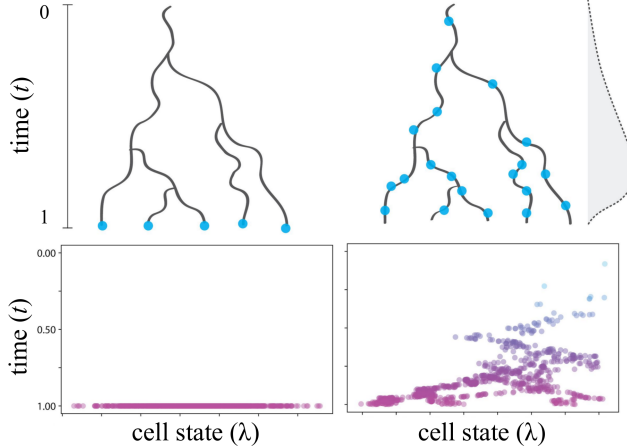 0
time (t)
1
0.00
0.50
1.00
time (t)
cell state (λ)
cell state (λ)